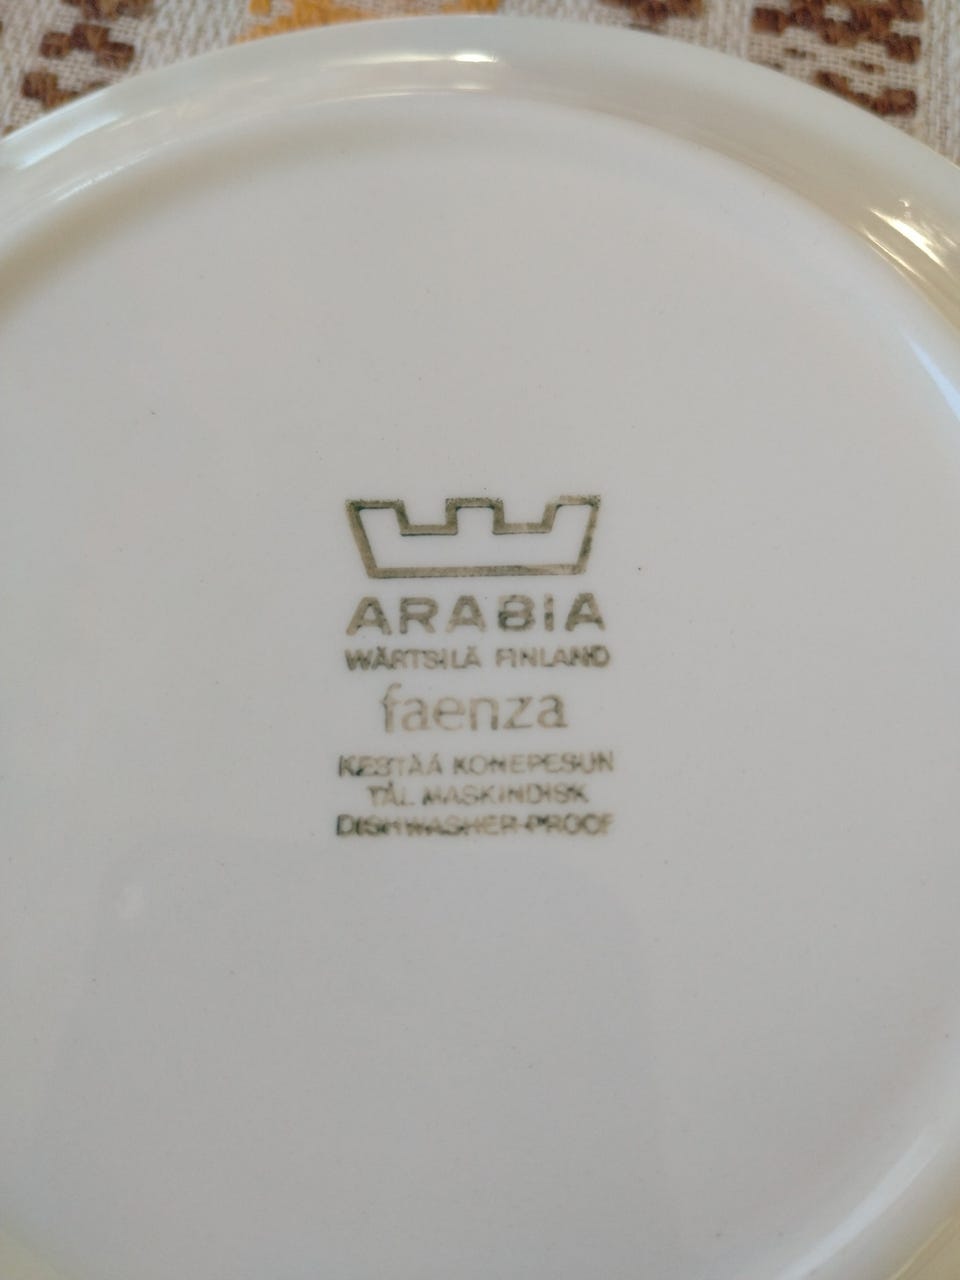 ARABIA
WÄRTSILÄ FINLAND
faenza
KESTÄÄ KONEPESUN
TÅL MASKINDISK
DISHWASHER-PROOF